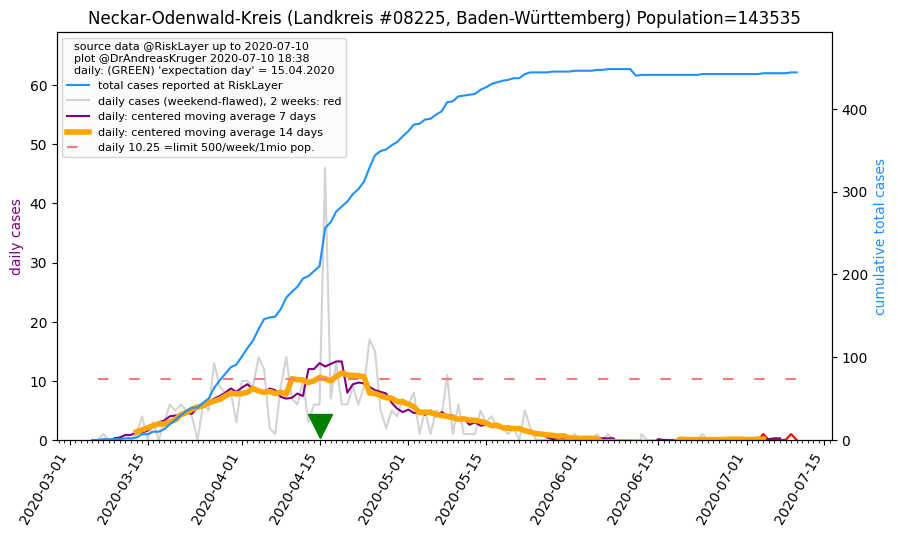 Neckar-Odenwald-Kreis (Landkreis #08225, Baden-Württemberg) Population=143535
source data @RiskLayer up to 2020-07-10
plot @DrAndreasKruger 2020-07-10 18:38
daily: (GREEN) 'expectation day' = 15.04.2020
total cases reported at RiskLayer
daily cases (weekend-flawed), 2 weeks: red
daily: centered moving average 7 days
daily: centered moving average 14 days
daily 10.25 =limit 500/week/1mio pop.
daily cases
0
10
20
30
40
50
60
cumulative total cases
0
100
200
300
400
2020-03-01
2020-03-15
2020-04-01
2020-04-15
2020-05-01
2020-05-15
2020-06-01
2020-06-15
2020-07-01
2020-07-15